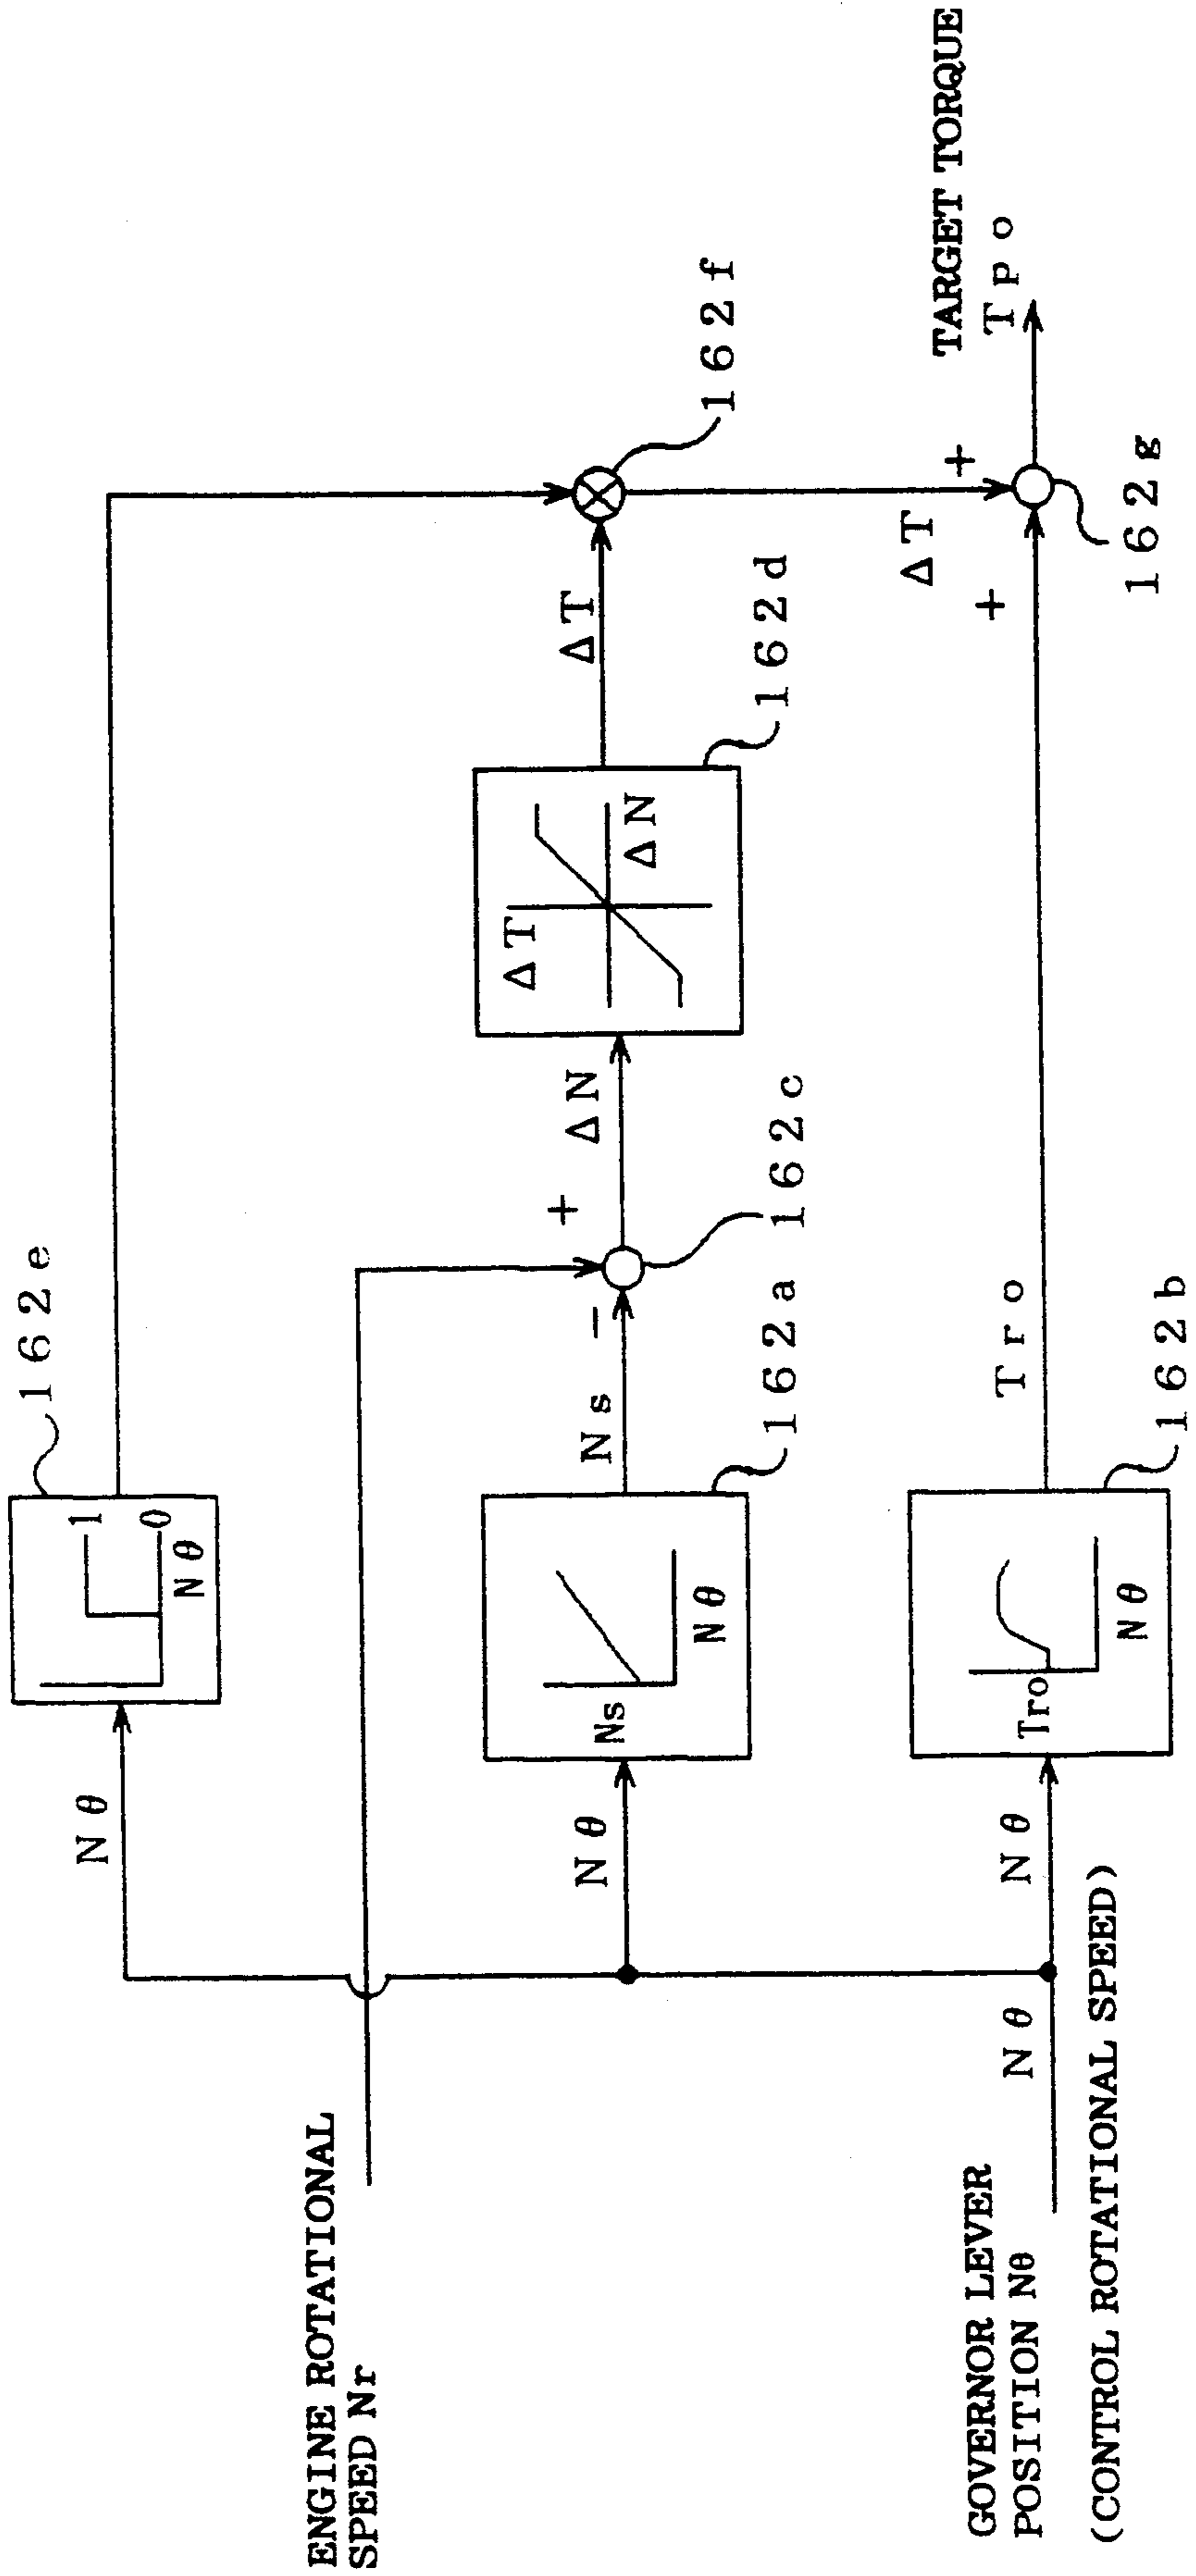 162e
1
0
Nθ
Nθ
ENGINE ROTATIONAL
SPEED Nr
Nθ
Ns
Nθ
162a
Ns
−
+
162c
ΔN
ΔT
ΔN
162d
ΔT
162f
GOVERNOR LEVER
POSITION Nθ
(CONTROL ROTATIONAL SPEED)
Nθ
Nθ
Tro
Nθ
162b
Tro
ΔT
+
+
162g
TARGET TORQUE
Tpo